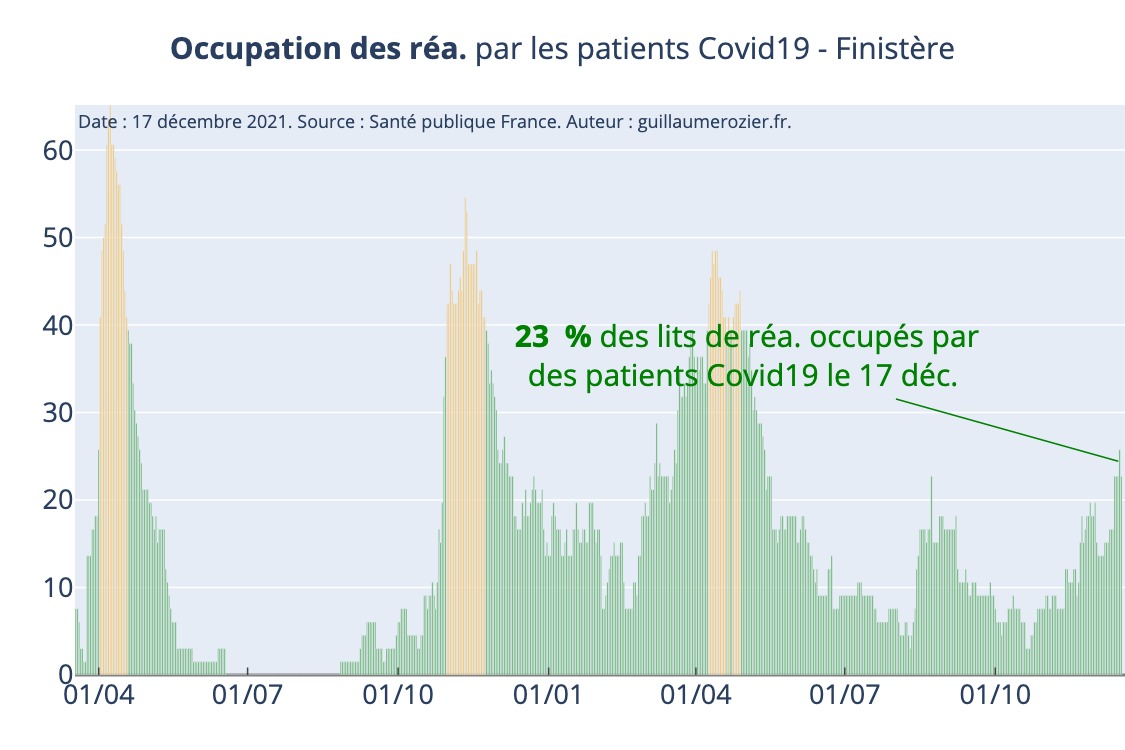 Occupation des réa. par les patients Covid19 - Finistère
Date : 17 décembre 2021. Source : Santé publique France. Auteur : guillaumerozier.fr.
60
50
40
23 % des lits de réa. occupés par
des patients Covid19 le 17 déc.
30
20
10
0
01/04 01/07 01/10 01/01 01/04 01/07 01/10